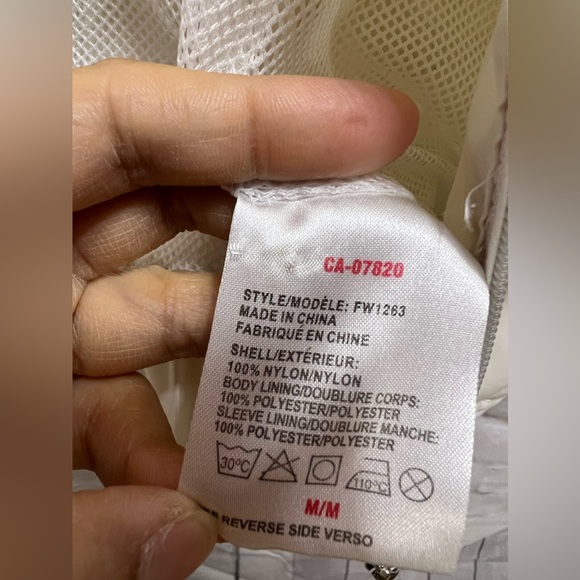 CA-07820
STYLE/MODÈLE: FW1263
MADE IN CHINA
FABRIQUÉ EN CHINE
SHELL/EXTÉRIEUR:
100% NYLON/NYLON
BODY LINING/DOUBLURE CORPS:
100% POLYESTER/POLYESTER
SLEEVE LINING/DOUBLURE MANCHE:
100% POLYESTER/POLYESTER
30°C 110°C
M/M
REVERSE SIDE VERSO